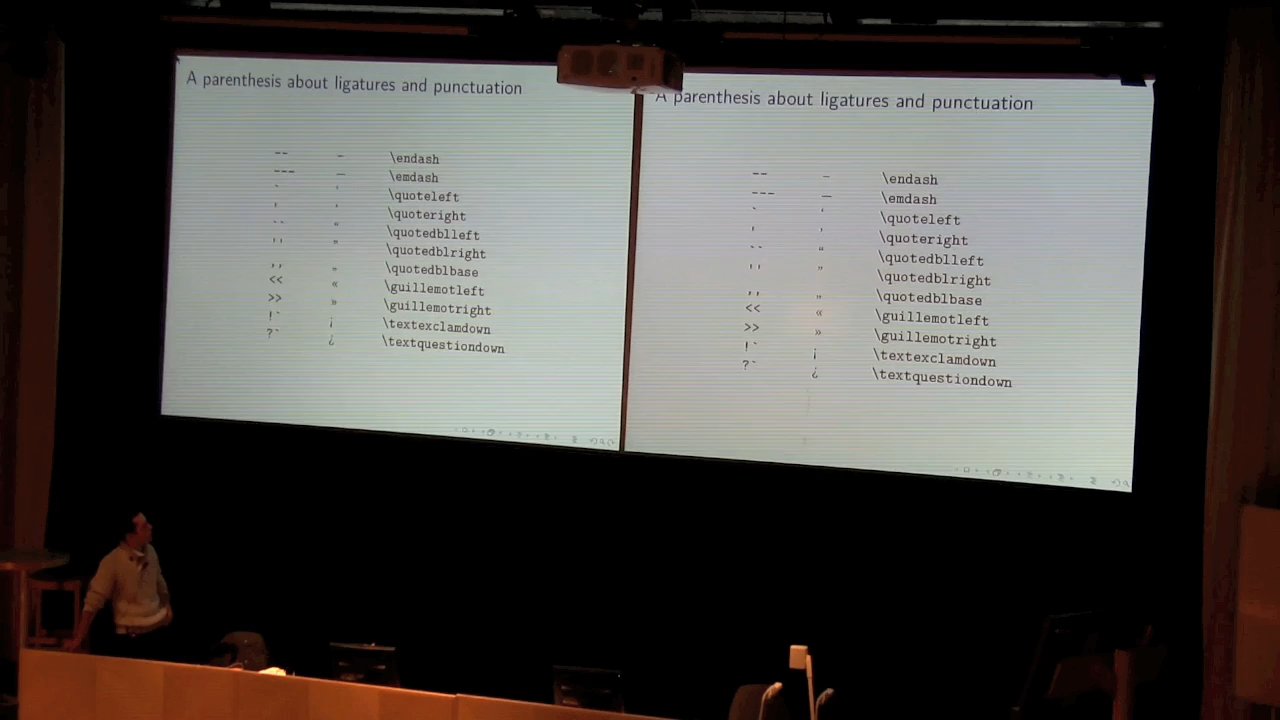 A parenthesis about ligatures and punctuation
-- – \endash
--- — \emdash
` ‘ \quoteleft
' ’ \quoteright
`` “ \quotedblleft
'' ” \quotedblright
,, „ \quotedblbase
<< « \guillemotleft
>> » \guillemotright
!` ¡ \textexclamdown
?` ¿ \textquestiondown
A parenthesis about ligatures and punctuation
-- – \endash
--- — \emdash
` ‘ \quoteleft
' ’ \quoteright
`` “ \quotedblleft
'' ” \quotedblright
,, „ \quotedblbase
<< « \guillemotleft
>> » \guillemotright
!` ¡ \textexclamdown
?` ¿ \textquestiondown